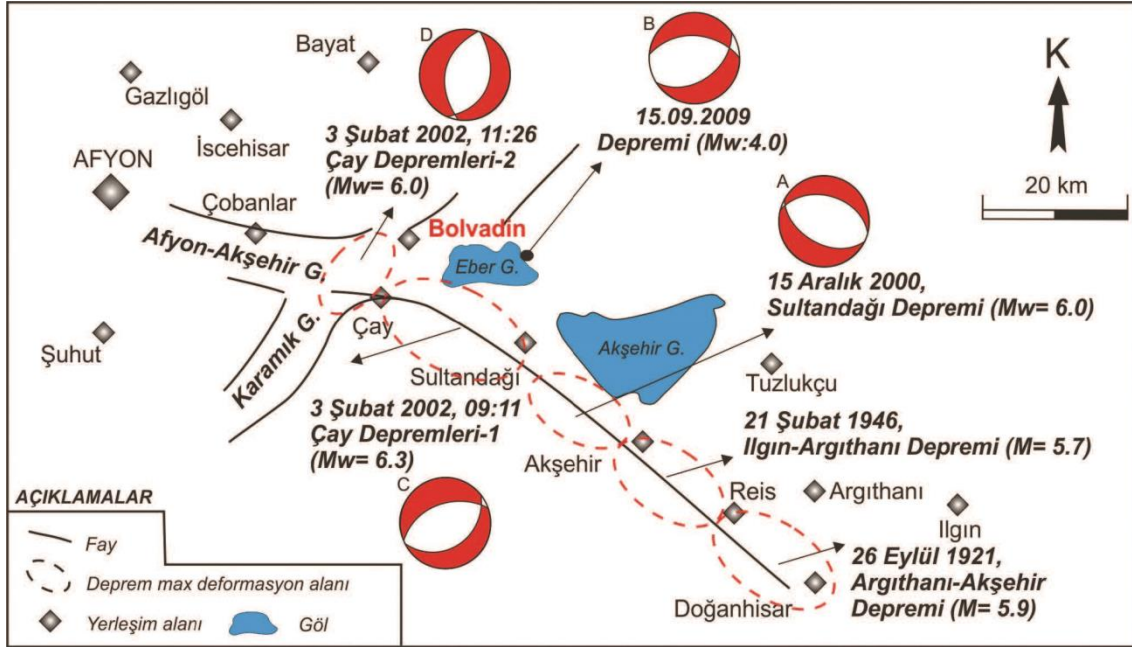 Bayat
D
B
K
Gazlıgöl
15.09.2009
Depremi (Mw:4.0)
3 Şubat 2002, 11:26
Çay Depremleri-2
(Mw= 6.0)
İscehisar
AFYON
A
20 km
Çobanlar
Bolvadin
Afyon-Akşehir G.
Eber G.
15 Aralık 2000,
Sultandağı Depremi (Mw= 6.0)
Çay
Şuhut
Karamık G.
Akşehir G.
Sultandağı
Tuzlukçu
3 Şubat 2002, 09:11
Çay Depremleri-1
(Mw= 6.3)
21 Şubat 1946,
Ilgın-Argıthanı Depremi (M= 5.7)
Akşehir
C
Reis
Argıthanı
Ilgın
26 Eylül 1921,
Argıthanı-Akşehir
Depremi (M= 5.9)
Doğanhisar
AÇIKLAMALAR
Fay
Deprem max deformasyon alanı
Yerleşim alanı
Göl